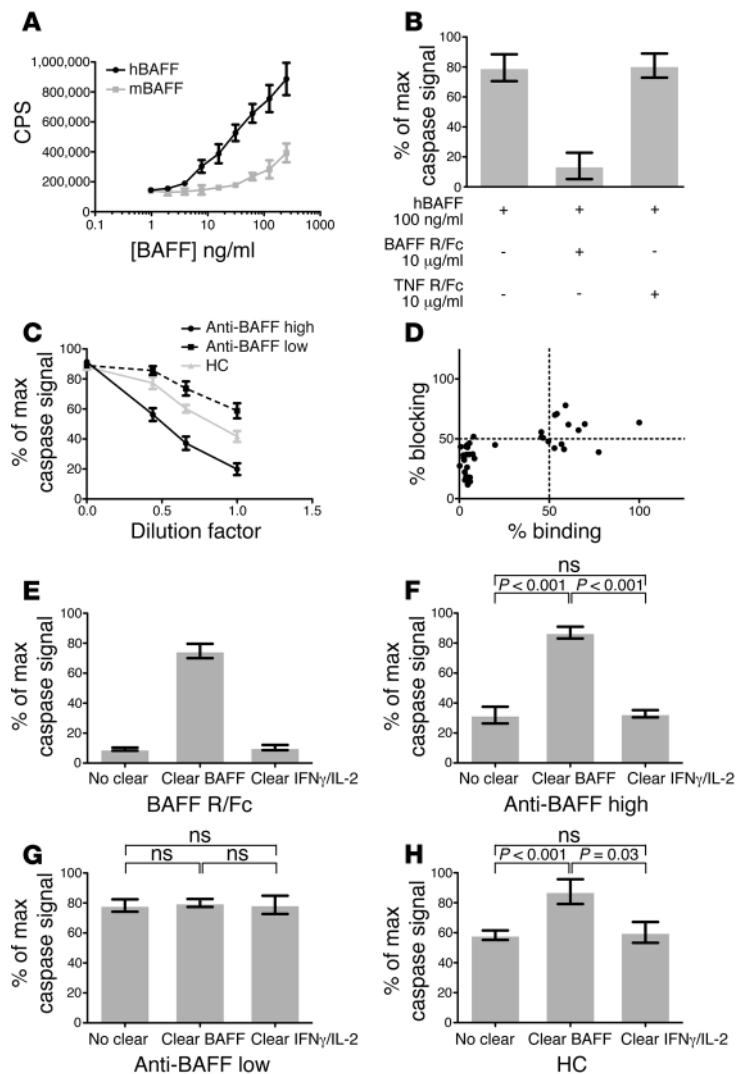 A
CPS
1,000,000
800,000
600,000
400,000
200,000
0
0.1
1
10
100
1000
[BAFF] ng/ml
hBAFF
mBAFF
B
% of max
caspase signal
100
80
60
40
20
0
hBAFF
100 ng/ml
+ + +
BAFF R/Fc
10 μg/ml
- + -
TNF R/Fc
10 μg/ml
- - +
C
Anti-BAFF high
Anti-BAFF low
HC
% of max
caspase signal
100
80
60
40
20
0
0.0 0.5 1.0 1.5
Dilution factor
D
% blocking
100
50
0
0 50 100
% binding
E
% of max
caspase signal
100
80
60
40
20
0
No clear Clear BAFF Clear IFNγ/IL-2
BAFF R/Fc
F
ns
P < 0.001 P < 0.001
% of max
caspase signal
100
80
60
40
20
0
No clear Clear BAFF Clear IFNγ/IL-2
Anti-BAFF high
G
ns
ns ns
% of max
caspase signal
100
80
60
40
20
0
No clear Clear BAFF Clear IFNγ/IL-2
Anti-BAFF low
H
ns
P < 0.001 P = 0.03
% of max
caspase signal
100
80
60
40
20
0
No clear Clear BAFF Clear IFNγ/IL-2
HC